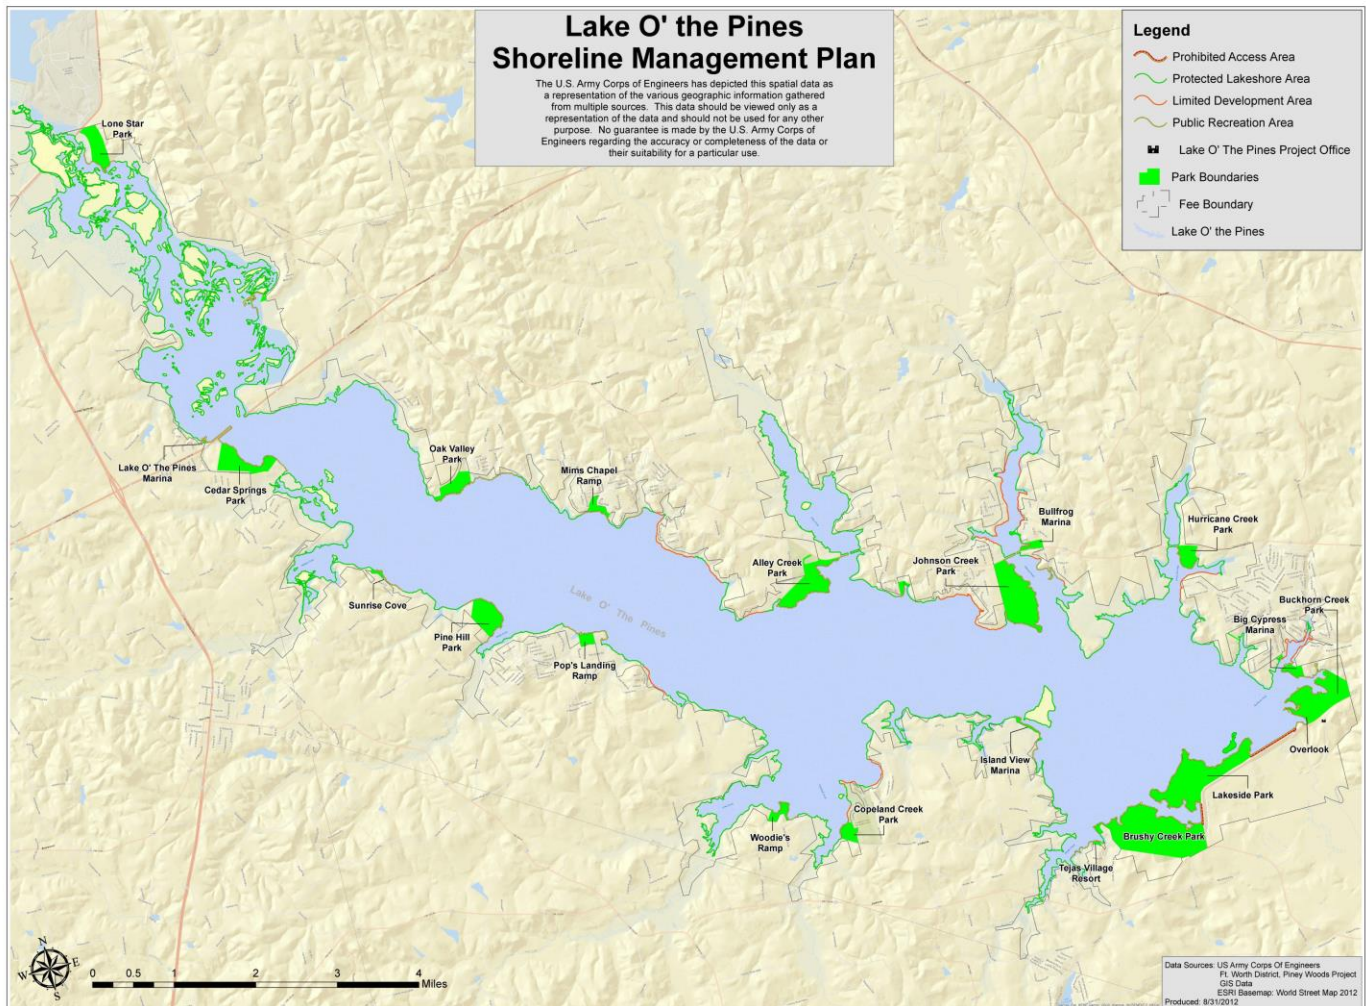 Lake O' the Pines
Shoreline Management Plan
The U.S. Army Corps of Engineers has depicted this spatial data as
a representation of the various geographic information gathered
from multiple sources. This data should be viewed only as a
representation of the data and should not be used for any other
purpose. No guarantee is made by the U.S. Army Corps of
Engineers regarding the accuracy or completeness of the data or
their suitability for a particular use.
Legend
Prohibited Access Area
Protected Lakeshore Area
Limited Development Area
Public Recreation Area
Lake O' The Pines Project Office
Park Boundaries
Fee Boundary
Lake O' the Pines
Lone Star
Park
Lake O' The Pines
Marina
Cedar Springs
Park
Oak Valley
Park
Mims Chapel
Ramp
Alley Creek
Park
Johnson Creek
Park
Bullfrog
Marina
Hurricane Creek
Park
Buckhorn Creek
Park
Big Cypress
Marina
Sunrise Cove
Pine Hill
Park
Pop's Landing
Ramp
Lake O' The Pines
Island View
Marina
Overlook
Lakeside Park
Copeland Creek
Park
Woodie's
Ramp
Brushy Creek Park
Tejas Village
Resort
N
W
E
S
0 0.5 1 2 3 4
Miles
Data Sources: US Army Corps Of Engineers
Ft. Worth District, Piney Woods Project
GIS Data
ESRI Basemap: World Street Map 2012
Produced: 8/31/2012